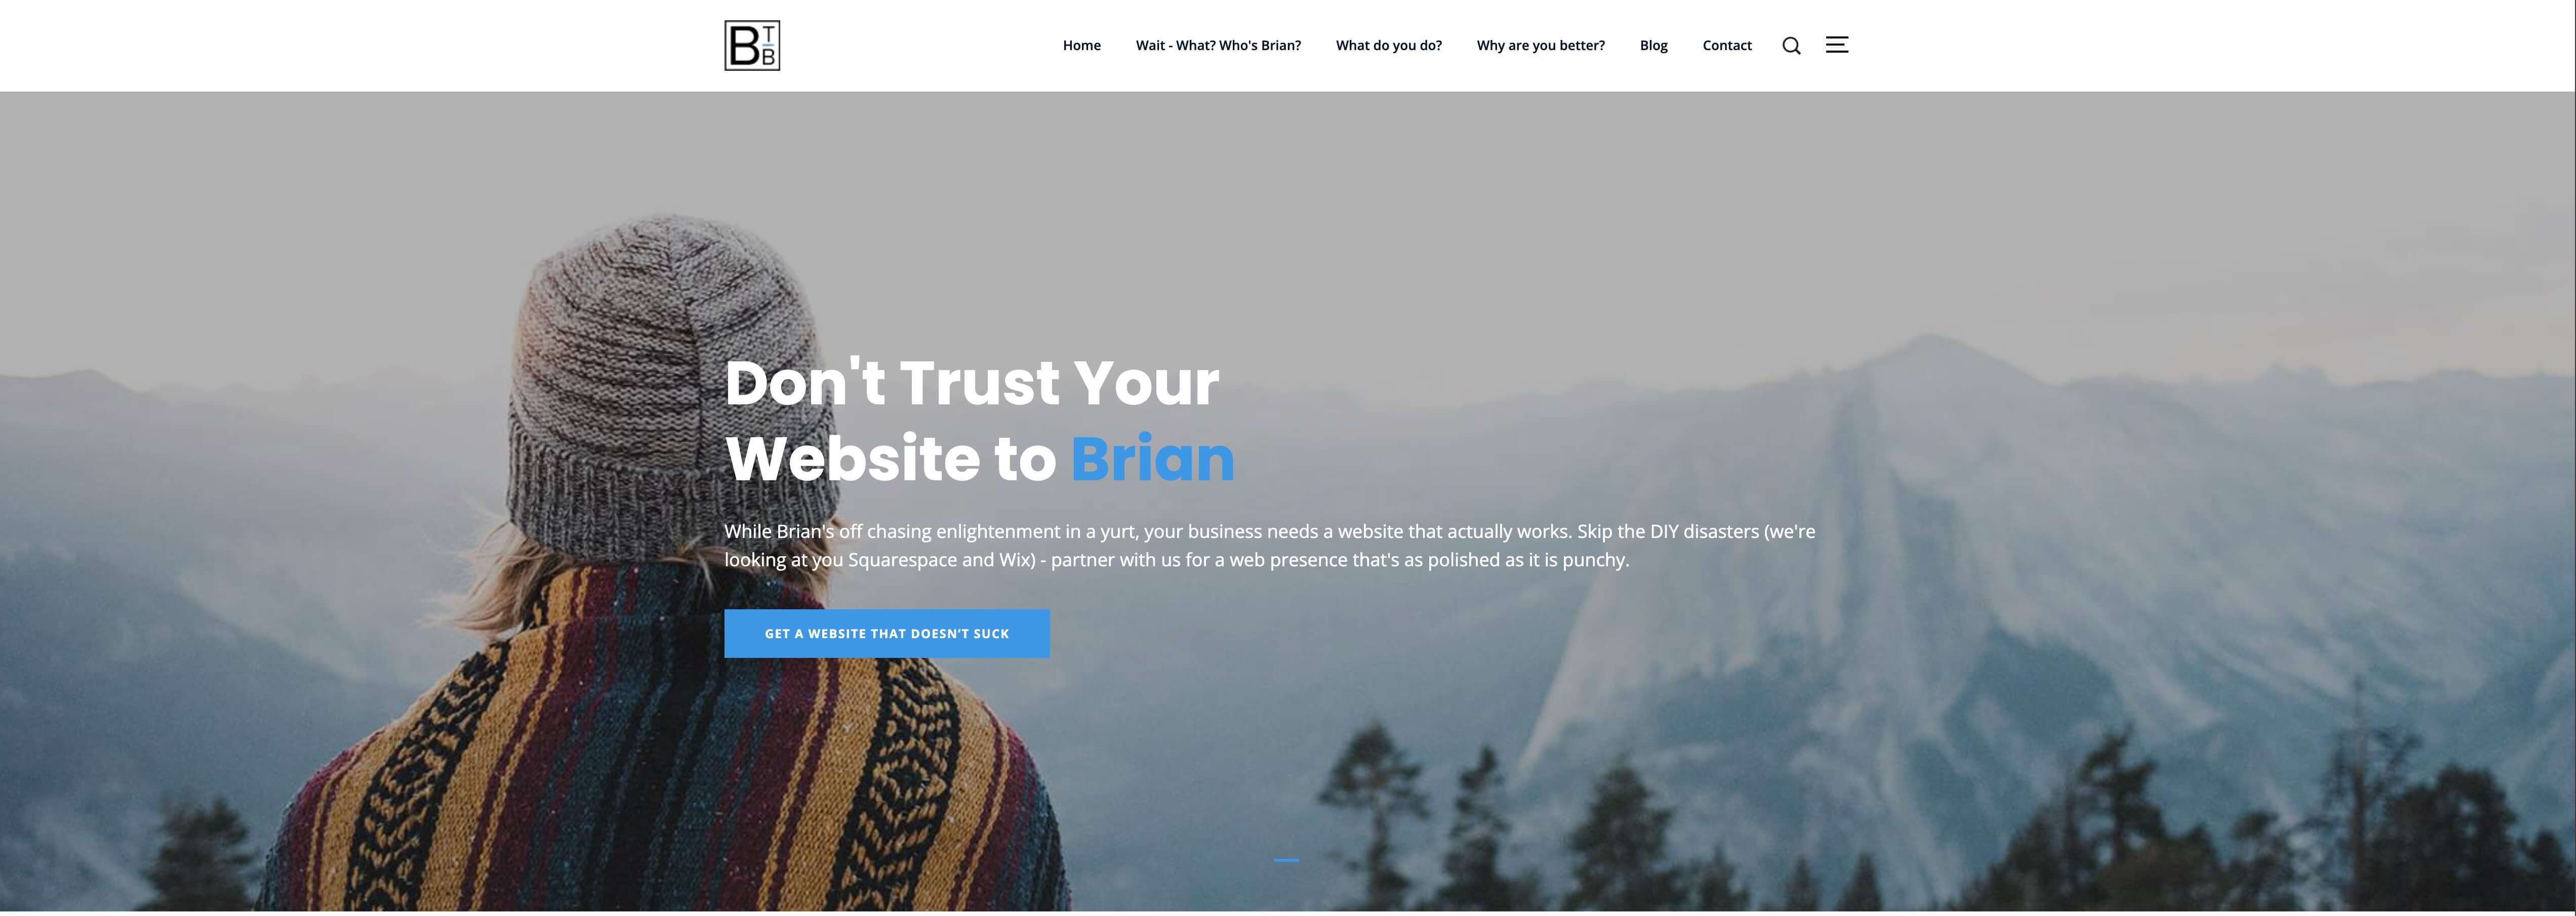 B T B
Home
Wait - What? Who's Brian?
What do you do?
Why are you better?
Blog
Contact
Don't Trust Your
Website to Brian
While Brian's off chasing enlightenment in a yurt, your business needs a website that actually works. Skip the DIY disasters (we're
looking at you Squarespace and Wix) - partner with us for a web presence that's as polished as it is punchy.
GET A WEBSITE THAT DOESN'T SUCK